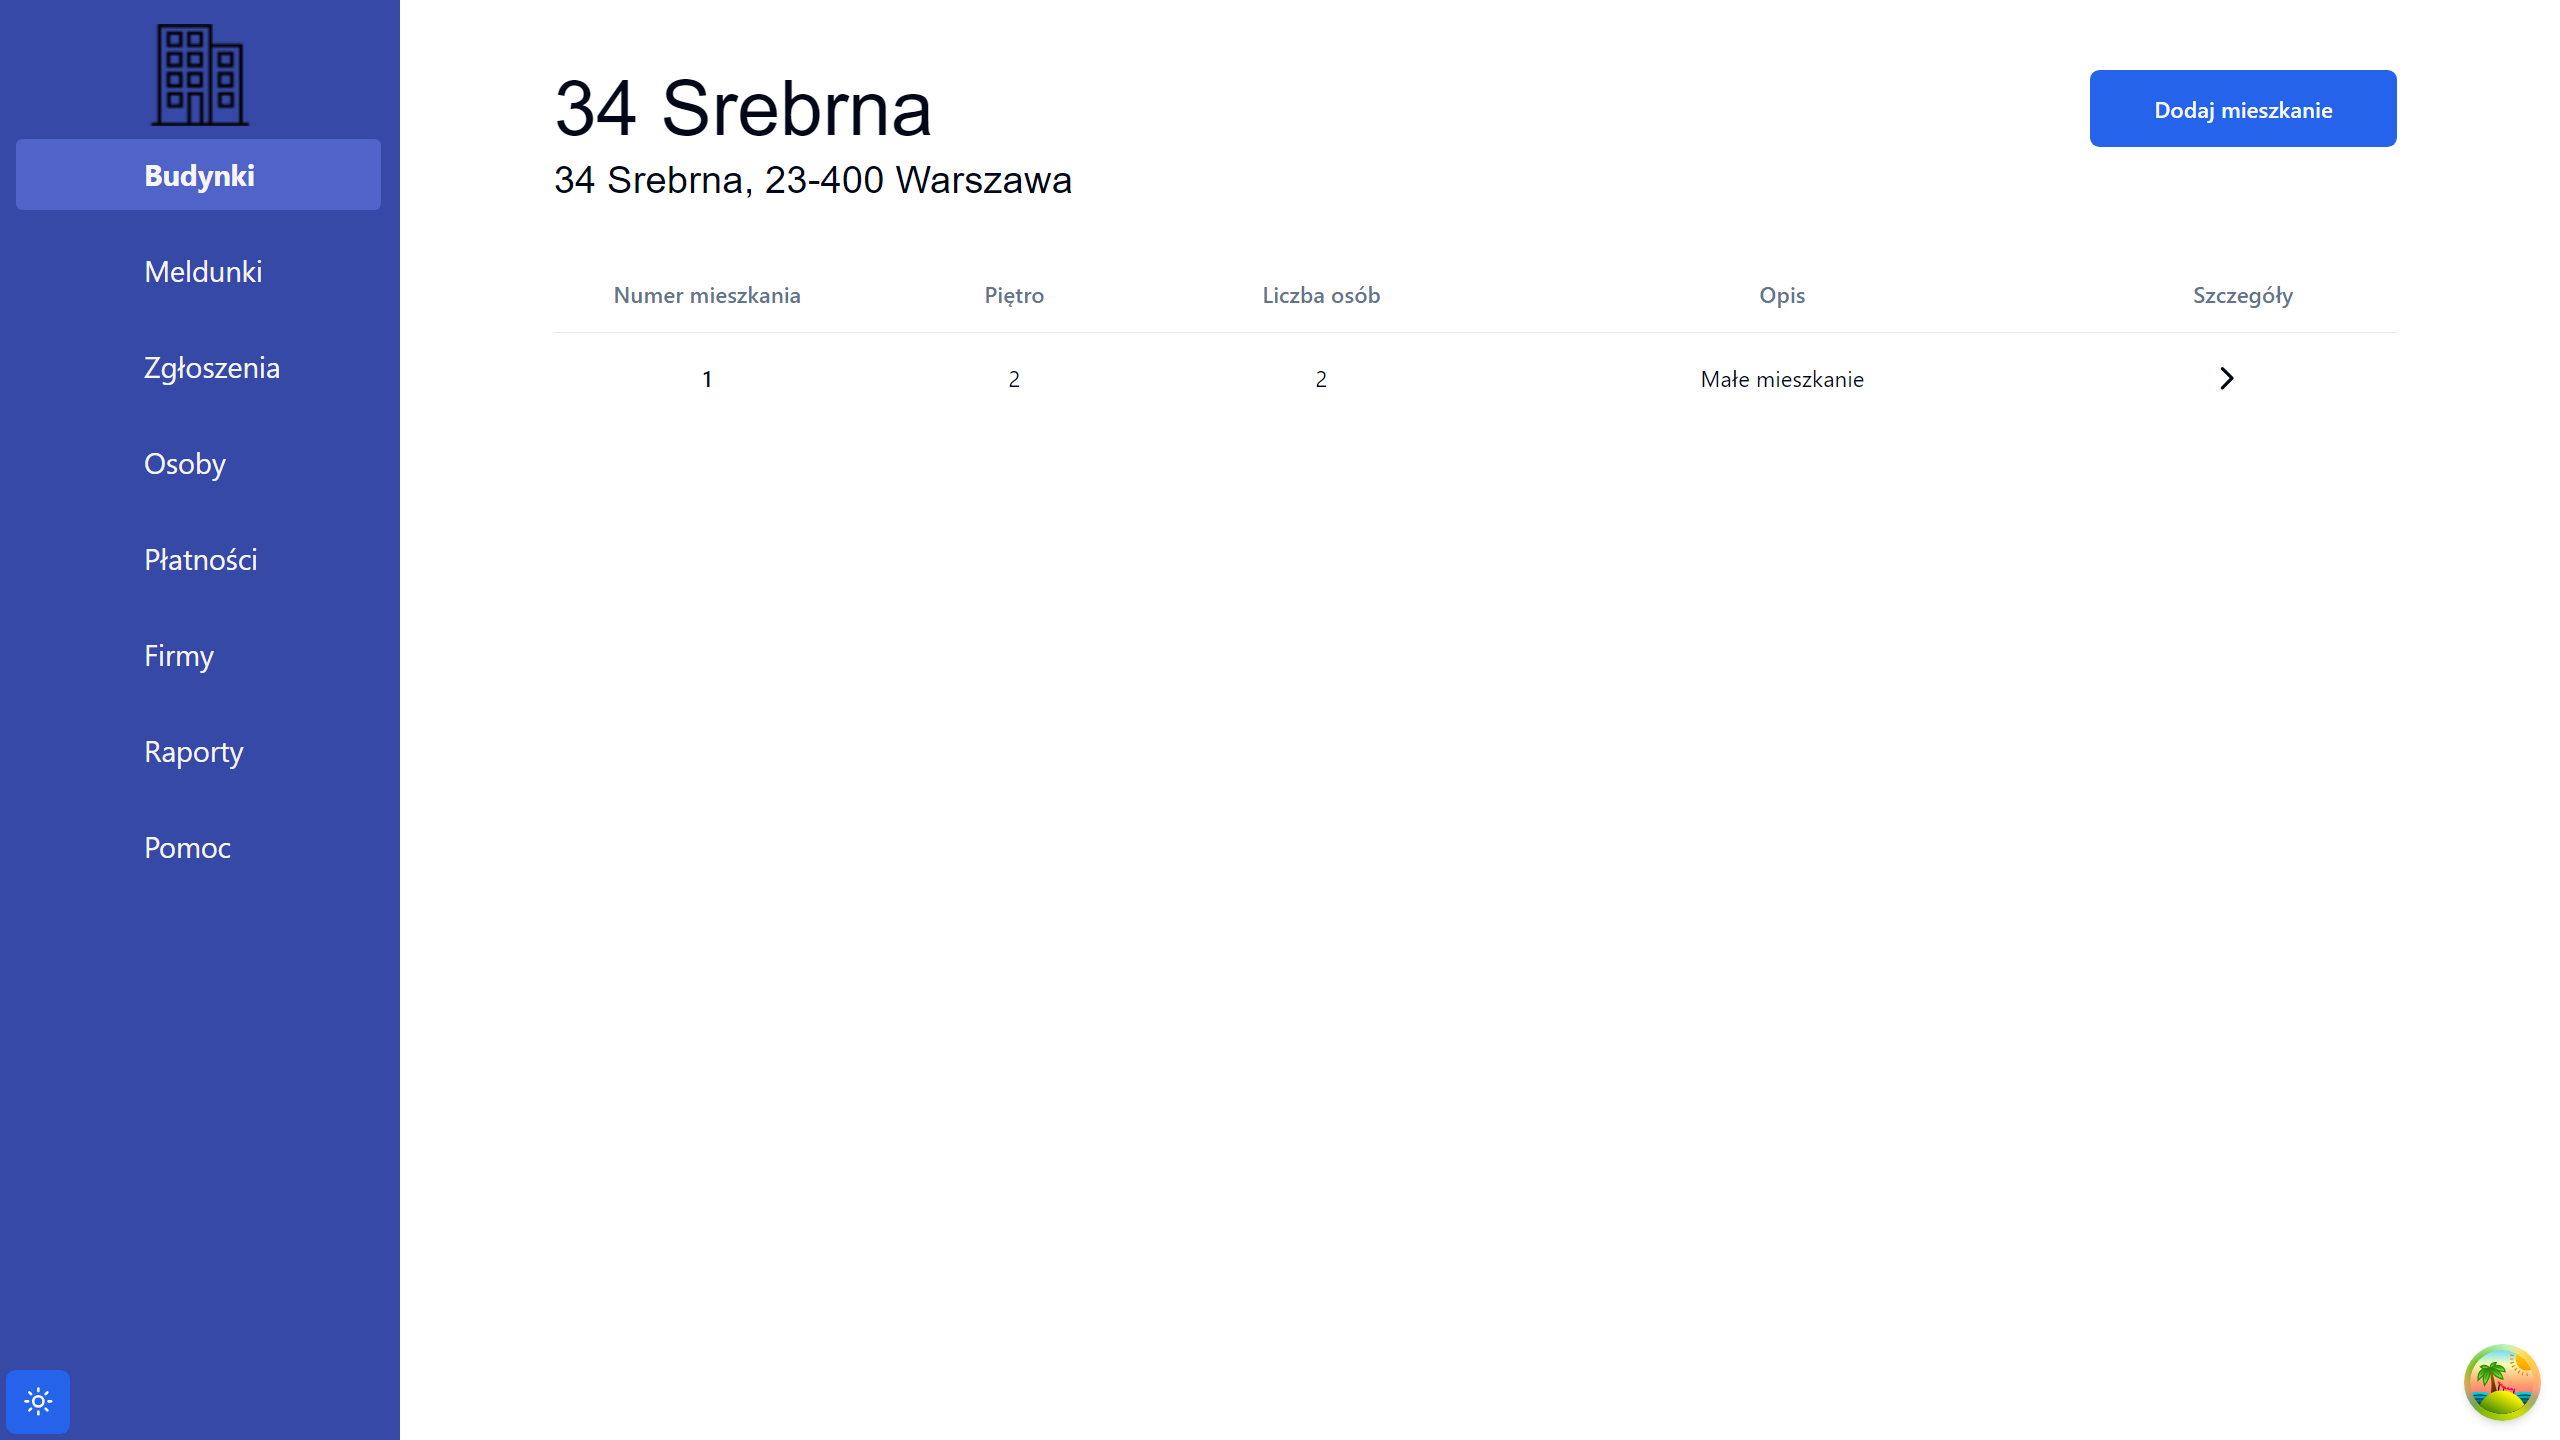 Budynki
Meldunki
Zgłoszenia
Osoby
Płatności
Firmy
Raporty
Pomoc
34 Srebrna
34 Srebrna, 23-400 Warszawa
Dodaj mieszkanie
Numer mieszkania Piętro Liczba osób Opis Szczegóły
1 2 2 Małe mieszkanie